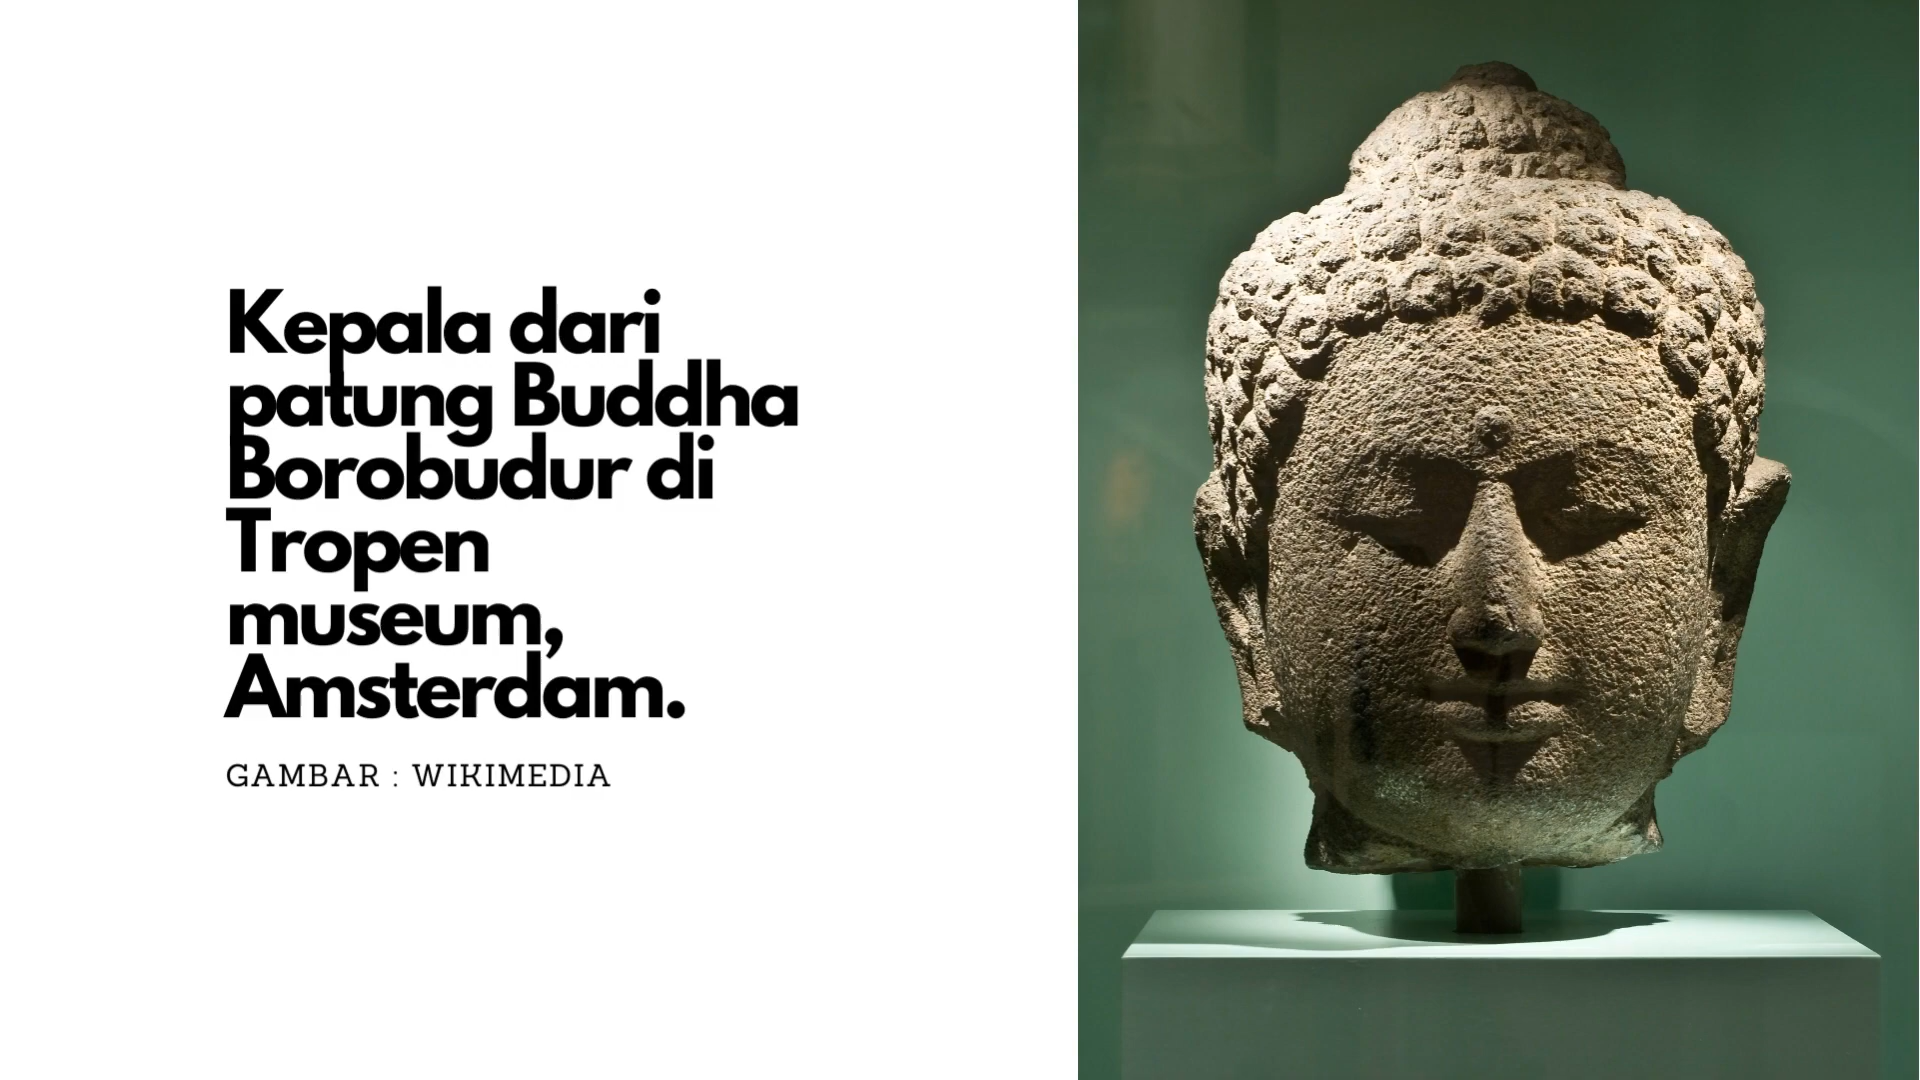 Kepala dari
patung Buddha
Borobudur di
Tropen
museum,
Amsterdam.
GAMBAR : WIKIMEDIA